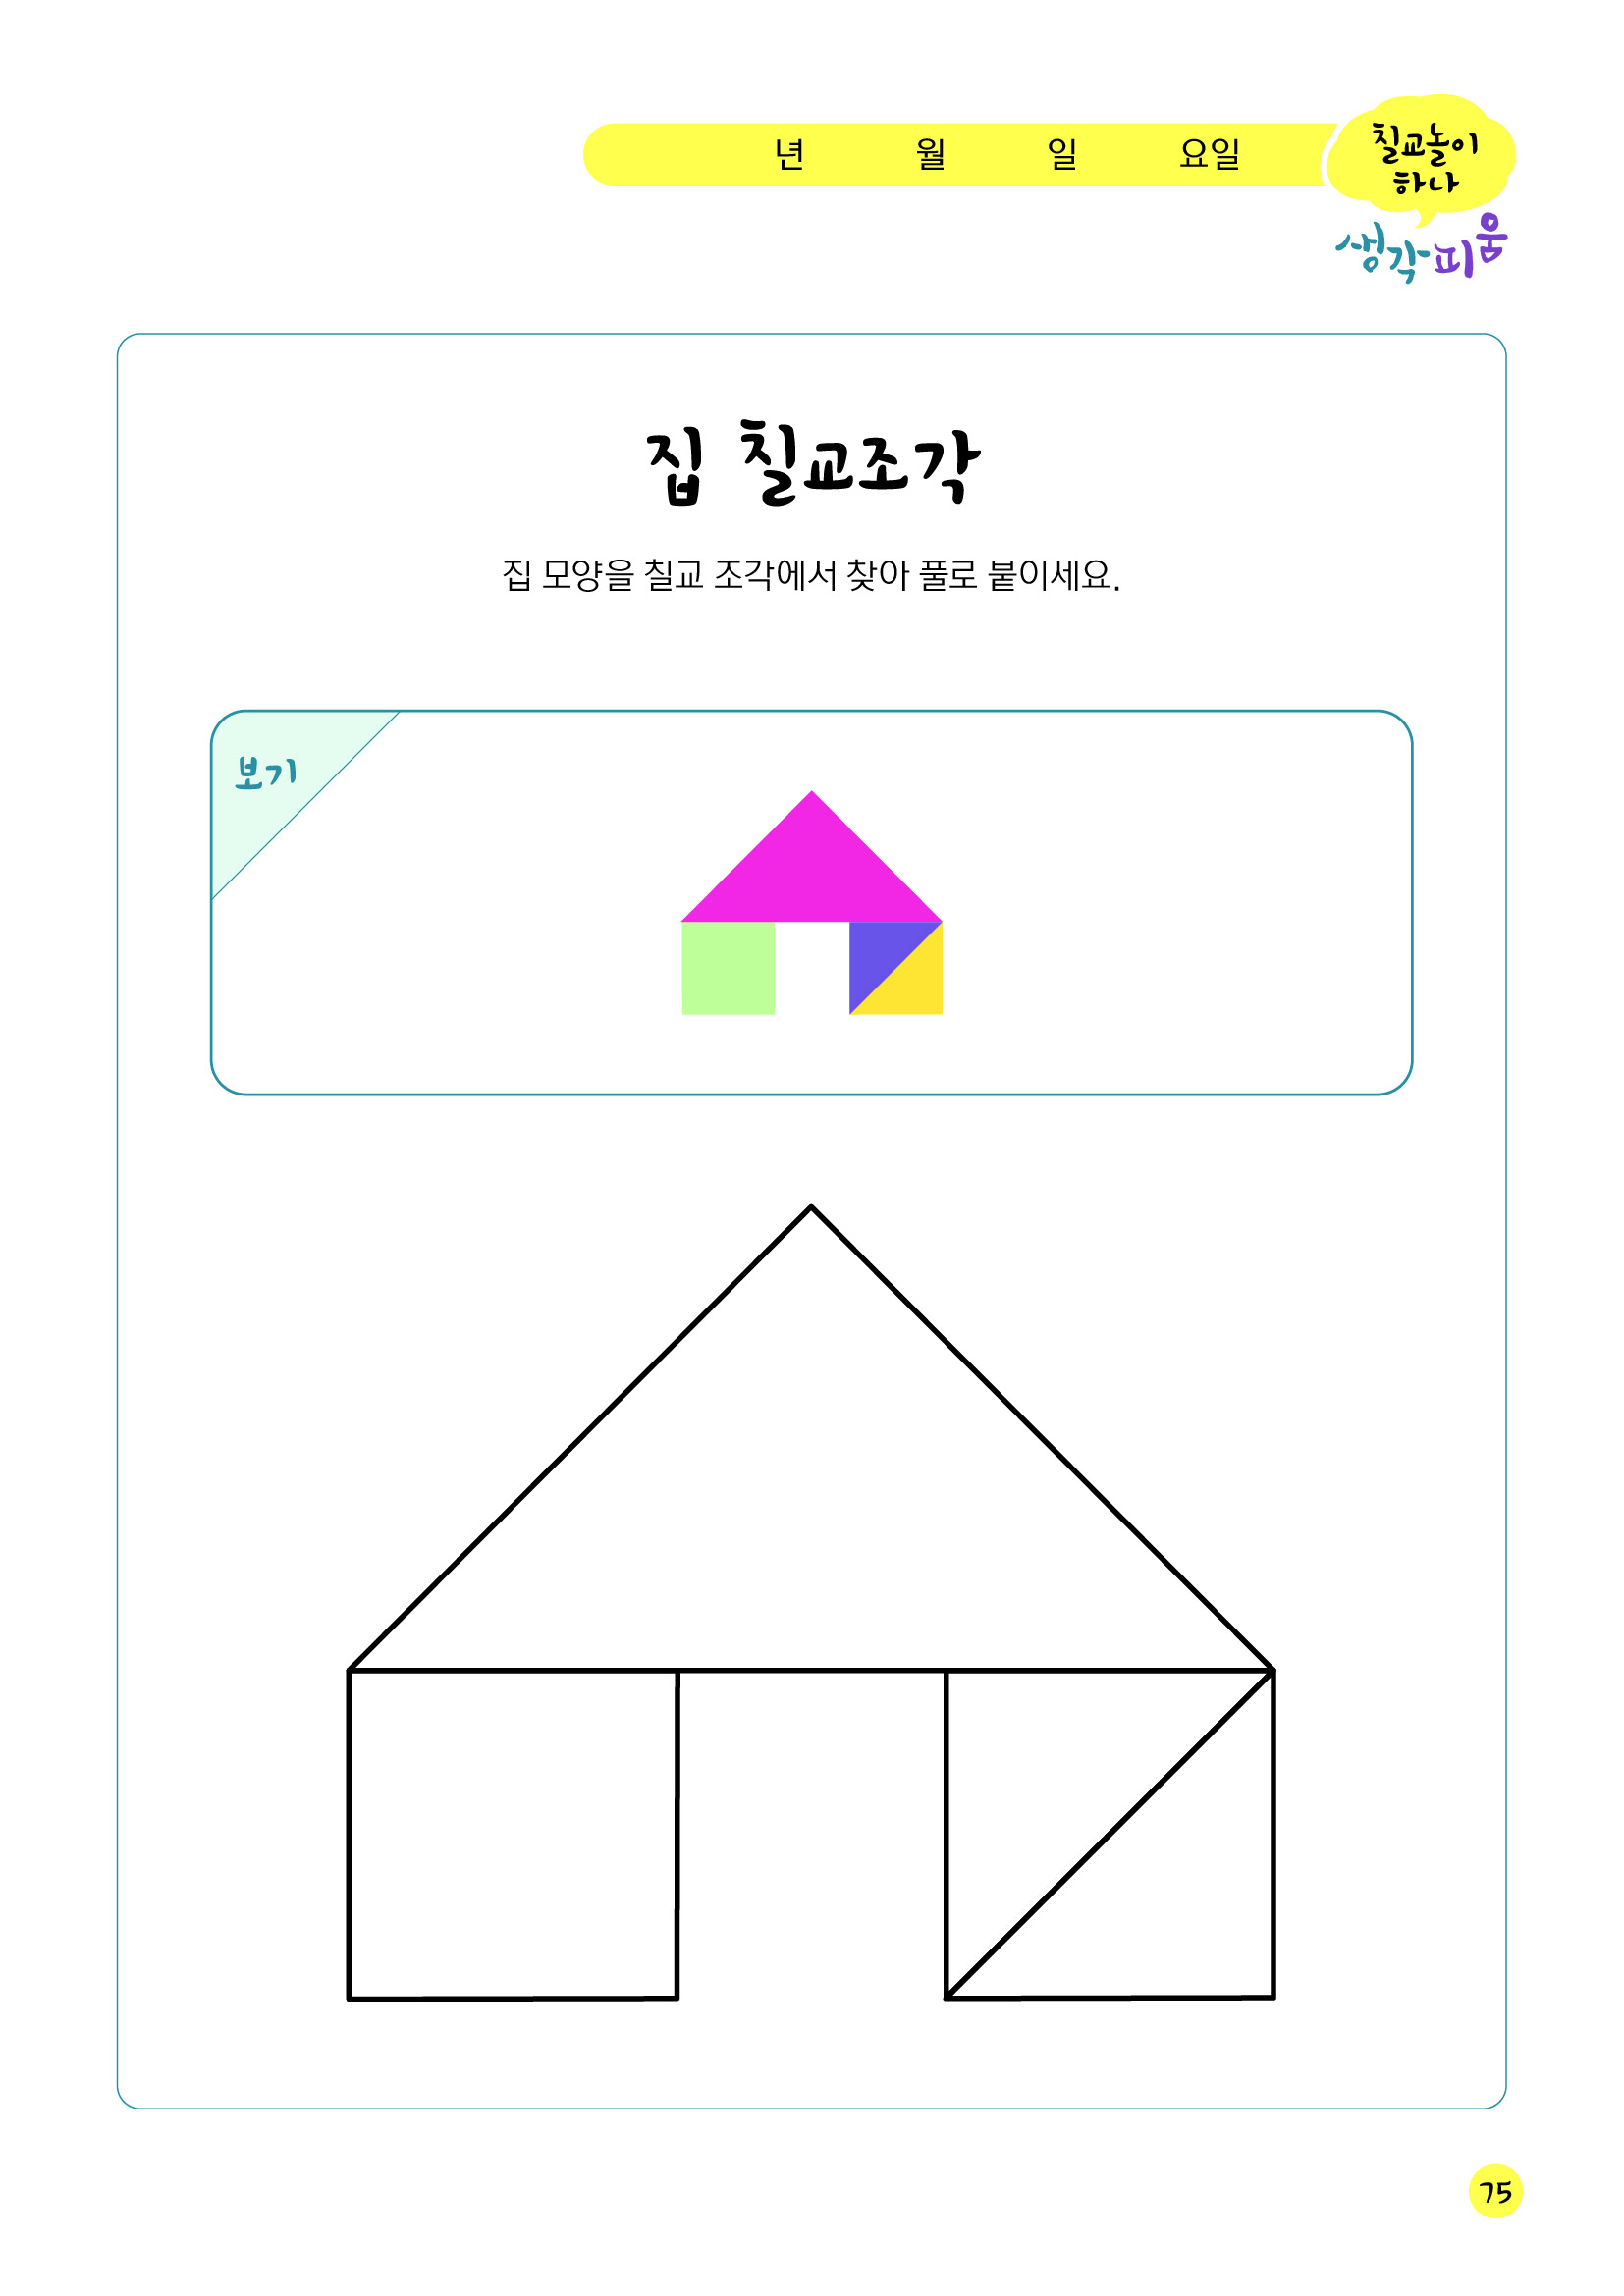 년 월 일 요일
칠교놀이
하나
생각피움
집 칠교조각
집 모양을 칠교 조각에서 찾아 풀로 붙이세요.
보기
75